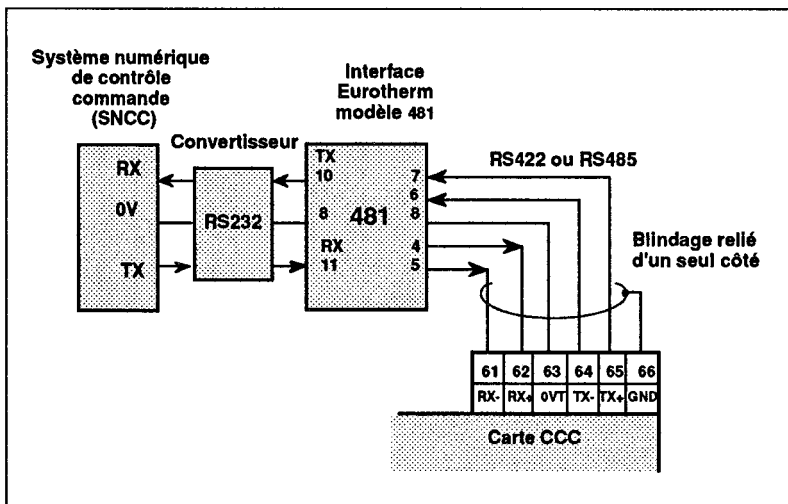 Système numérique
de contrôle
commande
(SNCC)
Interface
Eurotherm
modèle 481
Convertisseur
RS422 ou RS485
RX
0V
TX
RS232
TX
10
8
481
RX
11
7
6
8
4
5
Blindage relié
d'un seul côté
61 62 63 64 65 66
RX- RX+ 0VT TX- TX+ GND
Carte CCC